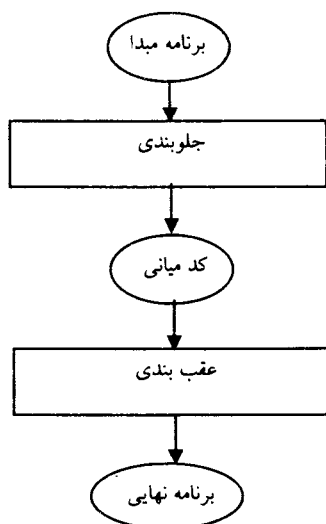 برنامه مبدا
جلوبندی
کد میانی
عقب بندی
برنامه نهایی